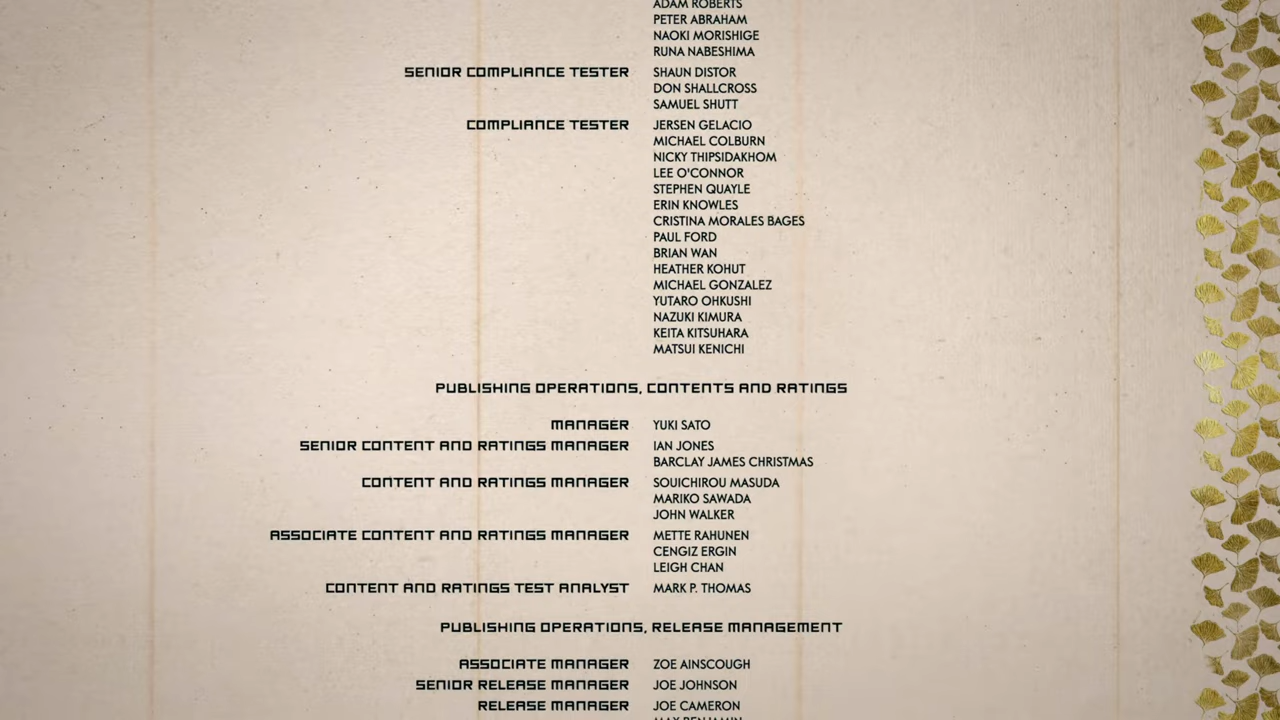 ADAM ROBERTS
PETER ABRAHAM
NAOKI MORISHIGE
RUNA NABESHIMA
SENIOR COMPLIANCE TESTER SHAUN DISTOR
DON SHALLCROSS
SAMUEL SHUTT
COMPLIANCE TESTER JERSEN GELACIO
MICHAEL COLBURN
NICKY THIPSIDAKHOM
LEE O'CONNOR
STEPHEN QUAYLE
ERIN KNOWLES
CRISTINA MORALES BAGES
PAUL FORD
BRIAN WAN
HEATHER KOHUT
MICHAEL GONZALEZ
YUTARO OHKUSHI
NAZUKI KIMURA
KEITA KITSUHARA
MATSUI KENICHI
PUBLISHING OPERATIONS, CONTENTS AND RATINGS
MANAGER YUKI SATO
SENIOR CONTENT AND RATINGS MANAGER IAN JONES
BARCLAY JAMES CHRISTMAS
CONTENT AND RATINGS MANAGER SOUICHIROU MASUDA
MARIKO SAWADA
JOHN WALKER
ASSOCIATE CONTENT AND RATINGS MANAGER METTE RAHUNEN
CENGIZ ERGIN
LEIGH CHAN
CONTENT AND RATINGS TEST ANALYST MARK P. THOMAS
PUBLISHING OPERATIONS, RELEASE MANAGEMENT
ASSOCIATE MANAGER ZOE AINSCOUGH
SENIOR RELEASE MANAGER JOE JOHNSON
RELEASE MANAGER JOE CAMERON
MAX BENJAMIN